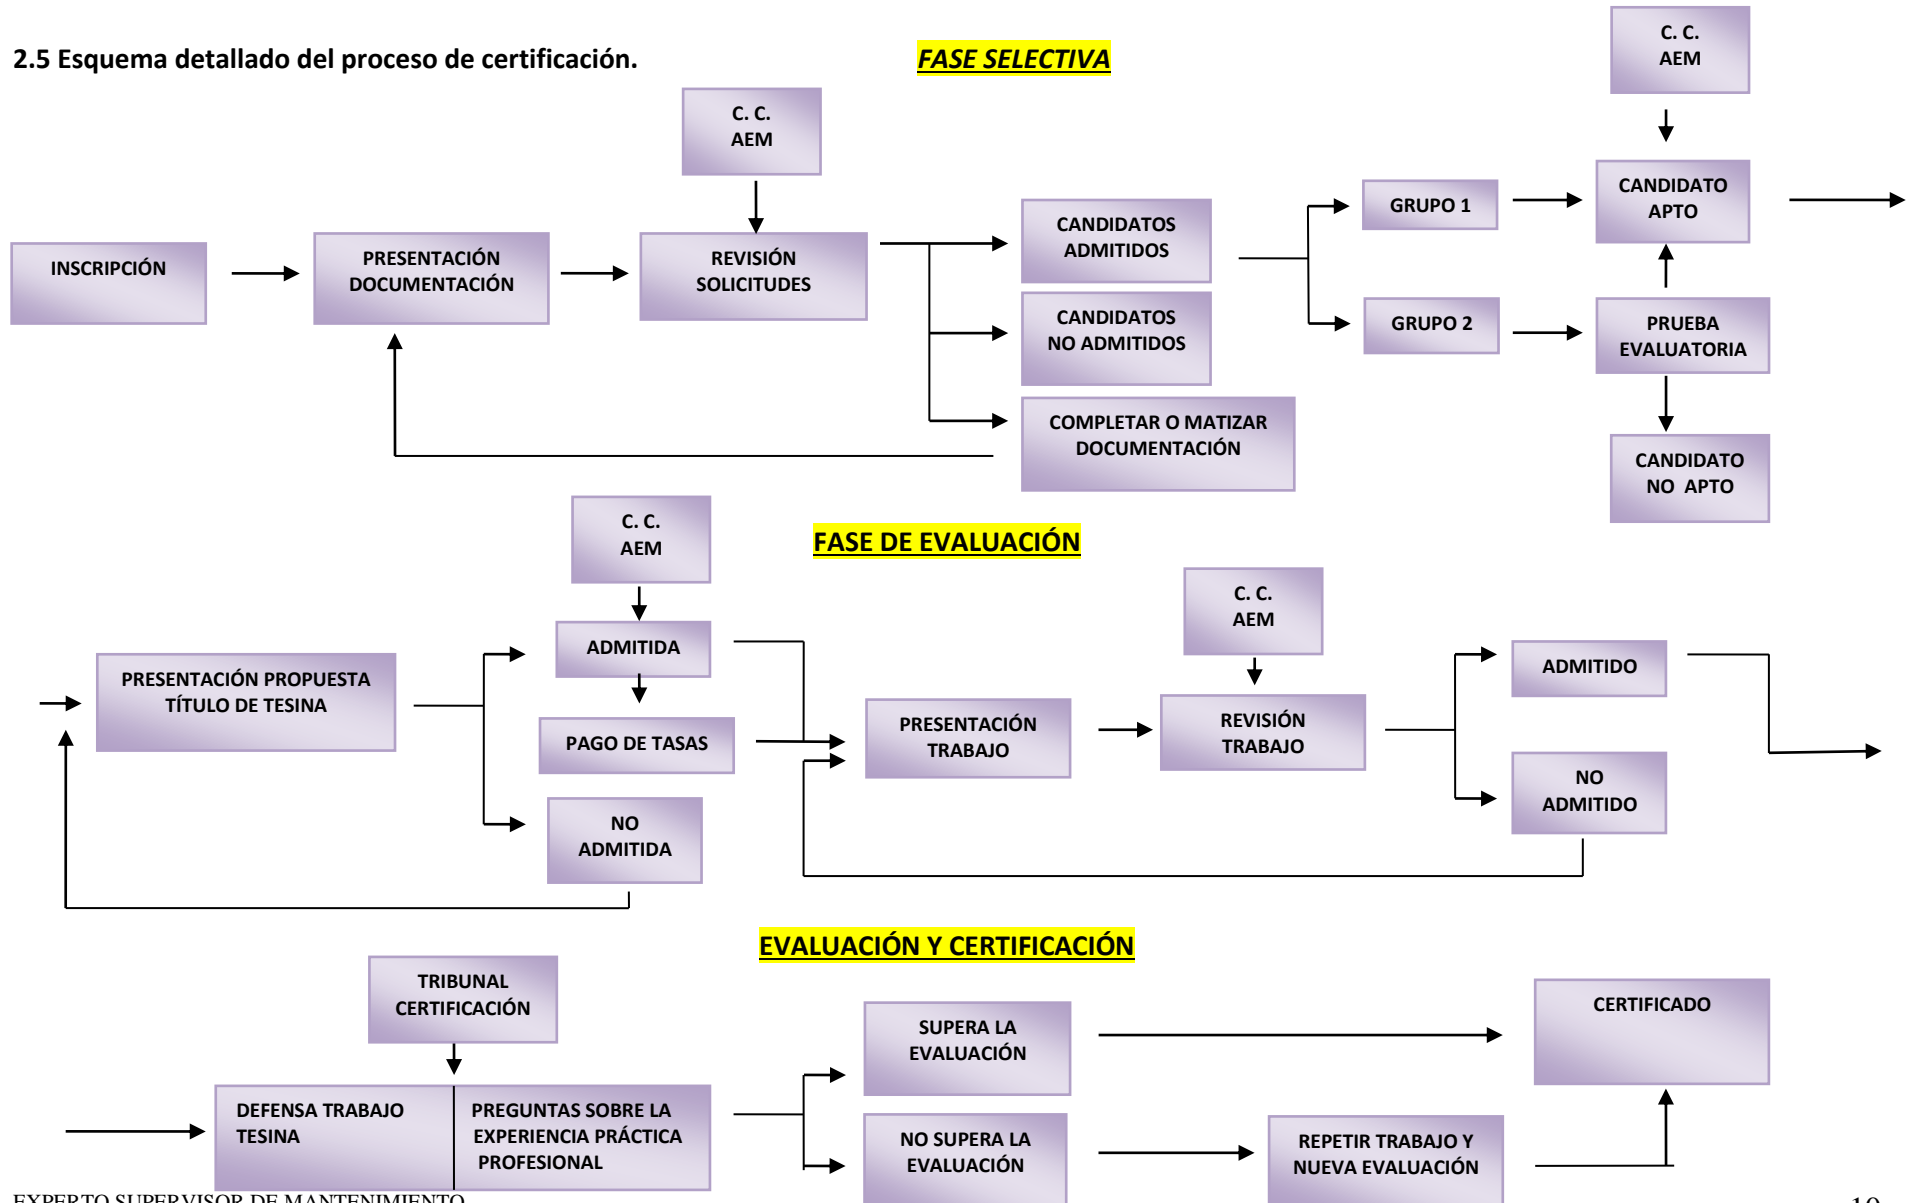 2.5 Esquema detallado del proceso de certificación.
FASE SELECTIVA
C. C.
AEM
C. C.
AEM
INSCRIPCIÓN
PRESENTACIÓN
DOCUMENTACIÓN
REVISIÓN
SOLICITUDES
CANDIDATOS
ADMITIDOS
CANDIDATOS
NO ADMITIDOS
COMPLETAR O MATIZAR
DOCUMENTACIÓN
GRUPO 1
GRUPO 2
CANDIDATO
APTO
PRUEBA
EVALUATORIA
CANDIDATO
NO APTO
FASE DE EVALUACIÓN
C. C.
AEM
PRESENTACIÓN PROPUESTA
TÍTULO DE TESINA
ADMITIDA
PAGO DE TASAS
NO
ADMITIDA
PRESENTACIÓN
TRABAJO
C. C.
AEM
REVISIÓN
TRABAJO
ADMITIDO
NO
ADMITIDO
EVALUACIÓN Y CERTIFICACIÓN
TRIBUNAL
CERTIFICACIÓN
DEFENSA TRABAJO
TESINA
PREGUNTAS SOBRE LA
EXPERIENCIA PRÁCTICA
PROFESIONAL
SUPERA LA
EVALUACIÓN
NO SUPERA LA
EVALUACIÓN
REPETIR TRABAJO Y
NUEVA EVALUACIÓN
CERTIFICADO
EXPERTO SUPERVISOR DE MANTENIMIENTO